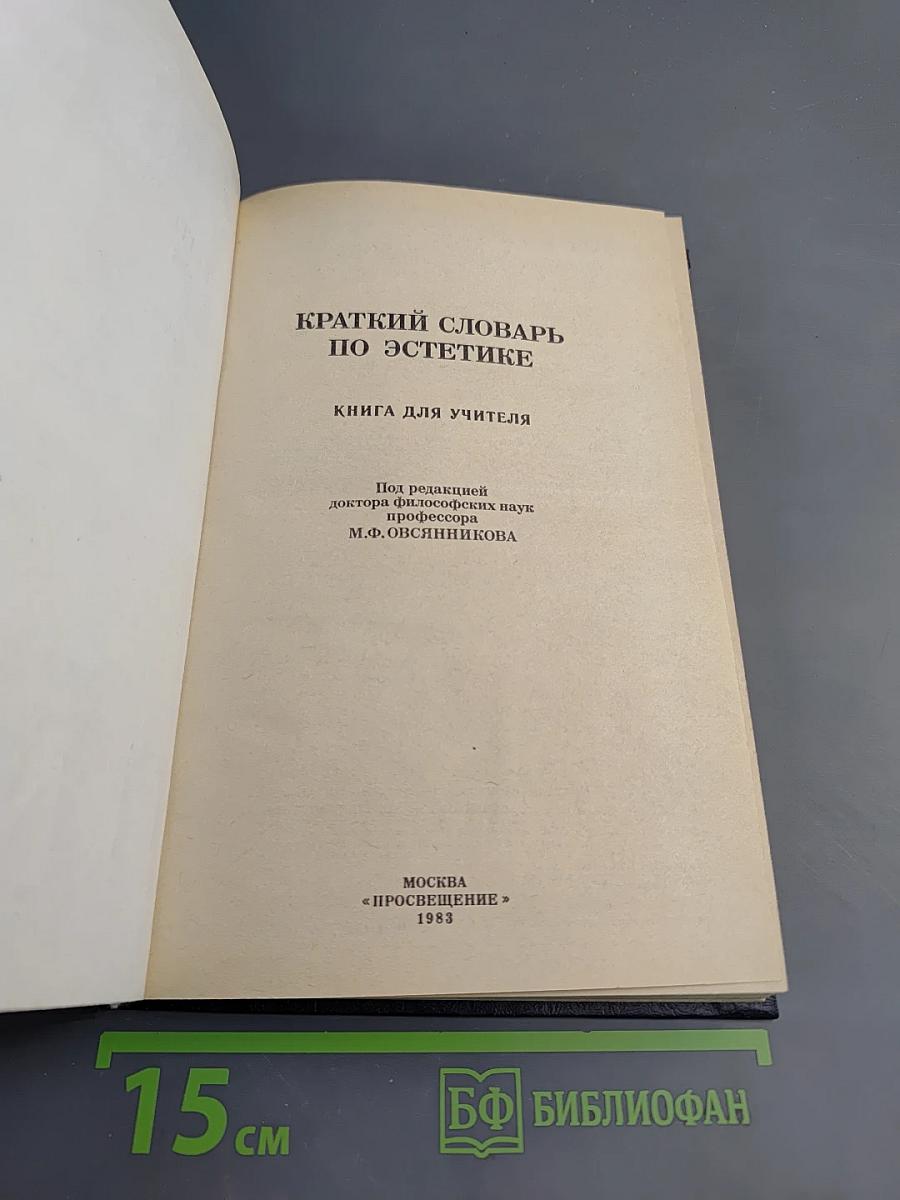 КРАТКИЙ СЛОВАРЬ
ПО ЭСТЕТИКЕ
КНИГА ДЛЯ УЧИТЕЛЯ
Под редакцией
доктора философских наук
профессора
М.Ф.ОВСЯННИКОВА
МОСКВА
«ПРОСВЕЩЕНИЕ»
1983
15 см
БФ БИБЛИОФАН